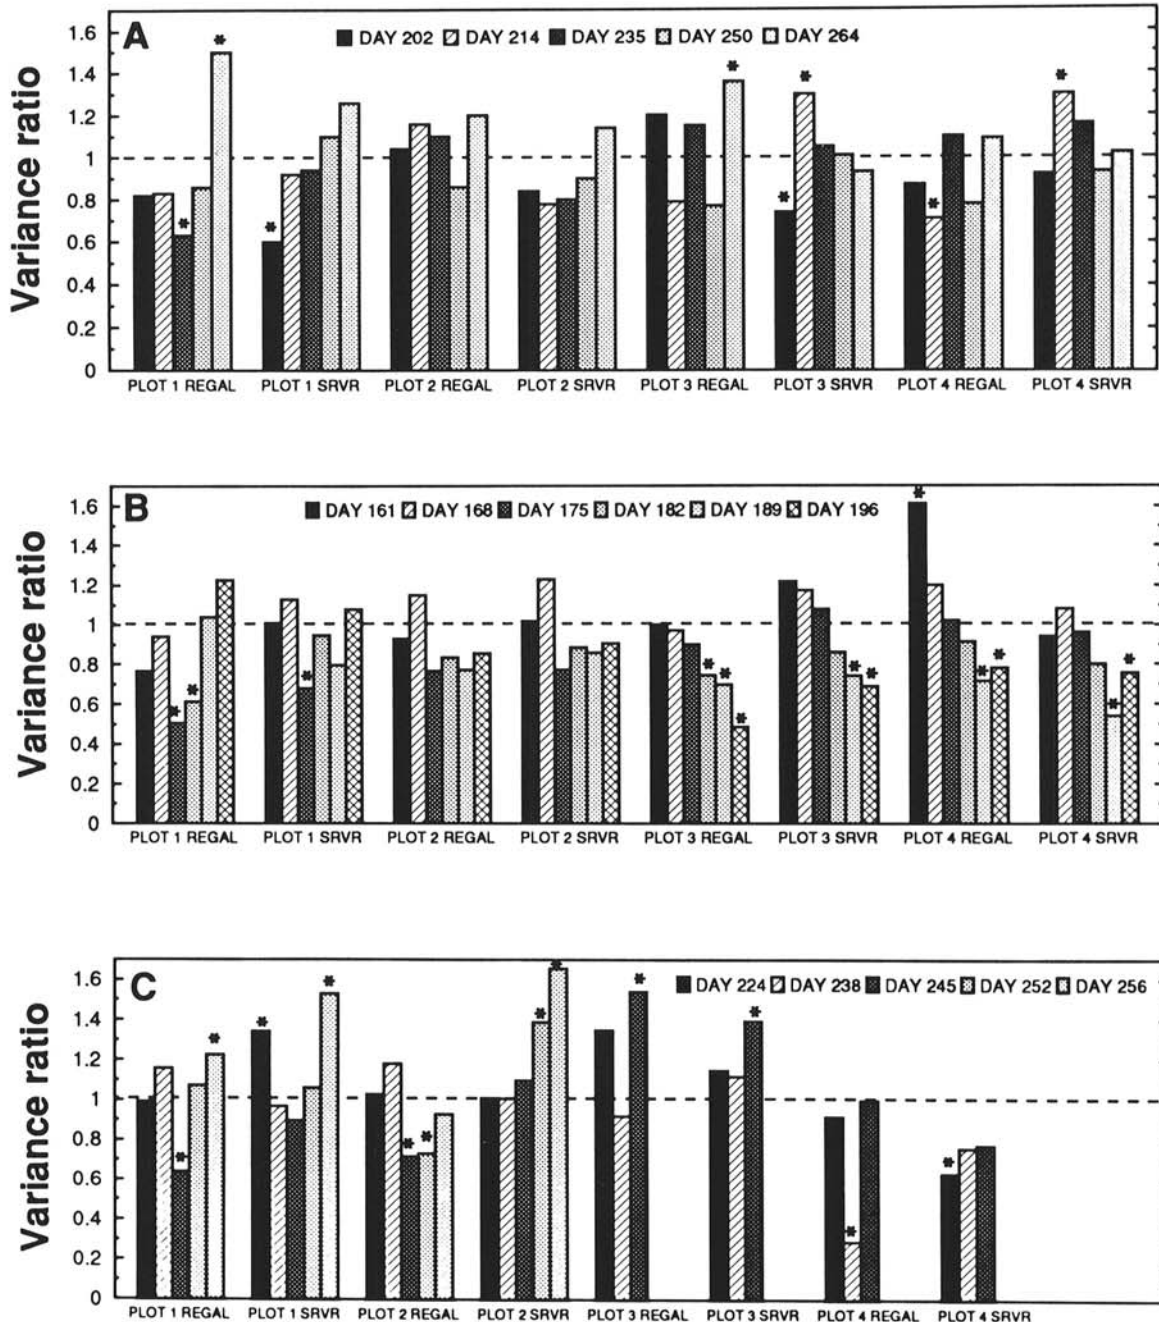 A
DAY 202 DAY 214 DAY 235 DAY 250 DAY 264
Variance ratio
1.6
1.4
1.2
1
0.8
0.6
0.4
0.2
0
* * * * * * * * *
PLOT 1 REGAL PLOT 1 SRVR PLOT 2 REGAL PLOT 2 SRVR PLOT 3 REGAL PLOT 3 SRVR PLOT 4 REGAL PLOT 4 SRVR
B
DAY 161 DAY 168 DAY 175 DAY 182 DAY 189 DAY 196
Variance ratio
1.6
1.4
1.2
1
0.8
0.6
0.4
0.2
0
* * * * * * * * * * * * *
PLOT 1 REGAL PLOT 1 SRVR PLOT 2 REGAL PLOT 2 SRVR PLOT 3 REGAL PLOT 3 SRVR PLOT 4 REGAL PLOT 4 SRVR
C
DAY 224 DAY 238 DAY 245 DAY 252 DAY 256
Variance ratio
1.6
1.4
1.2
1
0.8
0.6
0.4
0.2
0
* * * * * * * * * * * *
PLOT 1 REGAL PLOT 1 SRVR PLOT 2 REGAL PLOT 2 SRVR PLOT 3 REGAL PLOT 3 SRVR PLOT 4 REGAL PLOT 4 SRVR